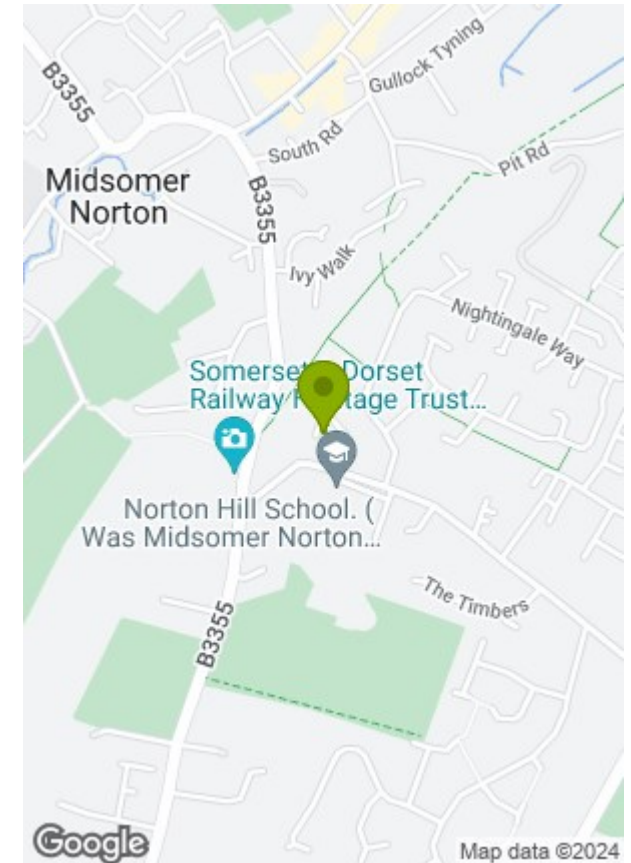 B3355
Gullock Tyning
South Rd
Pit Rd
Midsomer
Norton
B3355
Ivy Walk
Nightingale Way
Somerset Dorset
Railway Heritage Trust...
Norton Hill School. (
Was Midsomer Norton...
The Timbers
B3355
Google
Map data ©2024